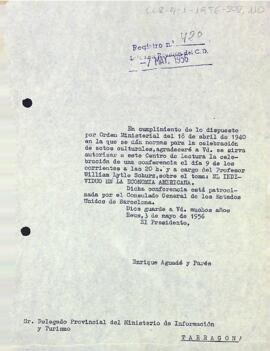 Registro n.º 420
7 MAY. 1956
En cumplimiento de lo dispuesto
por Orden Ministerial del 18 de abril de 1940
en la que se dán normas para la celebración
de actos culturales, agradeceré a Vd. se sirva
autorizar a este Centro de Lectura la cele-
bración de una conferencia el día 9 de los
corrientes a las 20 h. y a cargo del Profesor
William Lytle Schurz, sobre el tema: EL INDI-
VIDUO EN LA ECONOMIA AMERICANA.
Dicha conferencia está patroci-
nada por el Consulado General de los Estados
Unidos de Barcelona.
Dios guarde a Vd. muchos años
Reus, 3 de mayo de 1956
El Presidente,
Enrique Aguadé y Parés
Sr. Delegado Provincial del Ministerio de Información
y Turismo
TARRAGONA